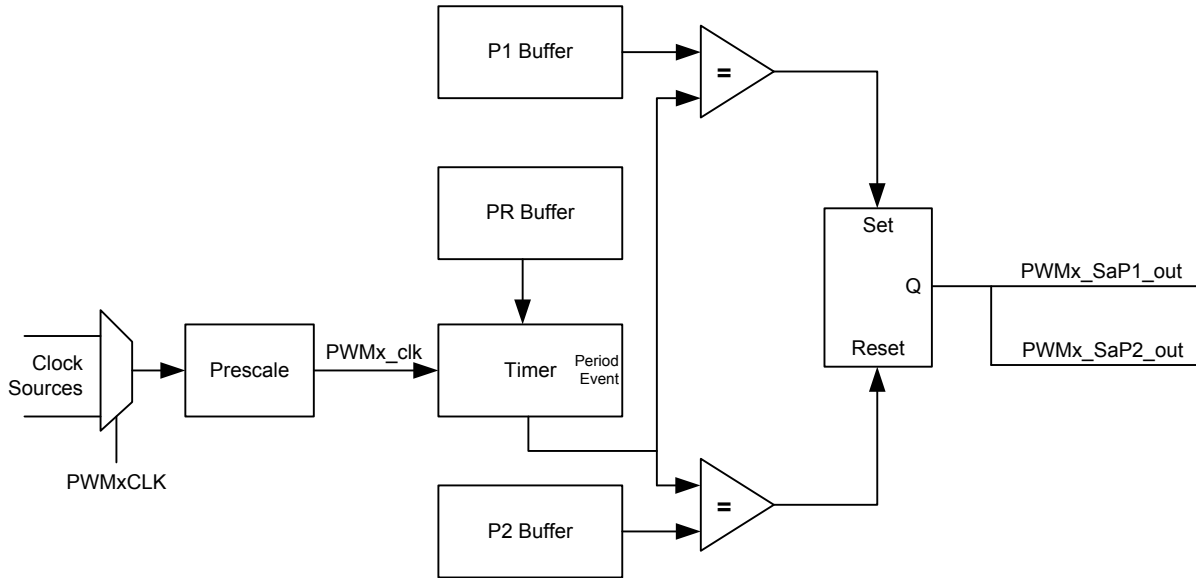 P1 Buffer
=
PR Buffer
Set
Q
PWMx_SaP1_out
Clock
Sources
Prescale
PWMx_clk
Timer
Period
Event
Reset
PWMx_SaP2_out
PWMxCLK
P2 Buffer
=